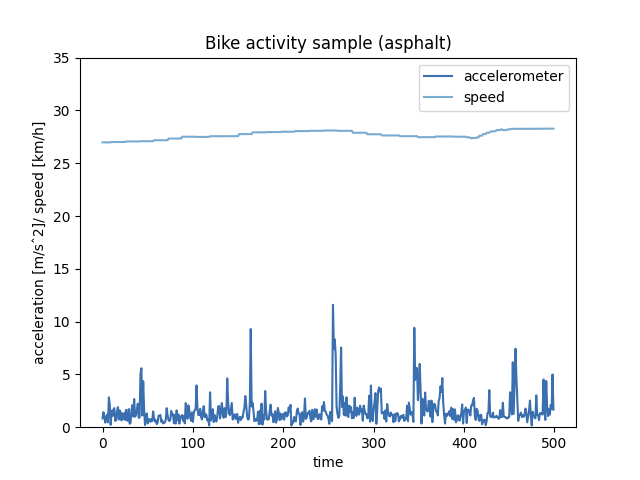 Bike activity sample (asphalt)
accelerometer
speed
acceleration [m/sˆ2]/ speed [km/h]
35
30
25
20
15
10
5
0
0 100 200 300 400 500
time